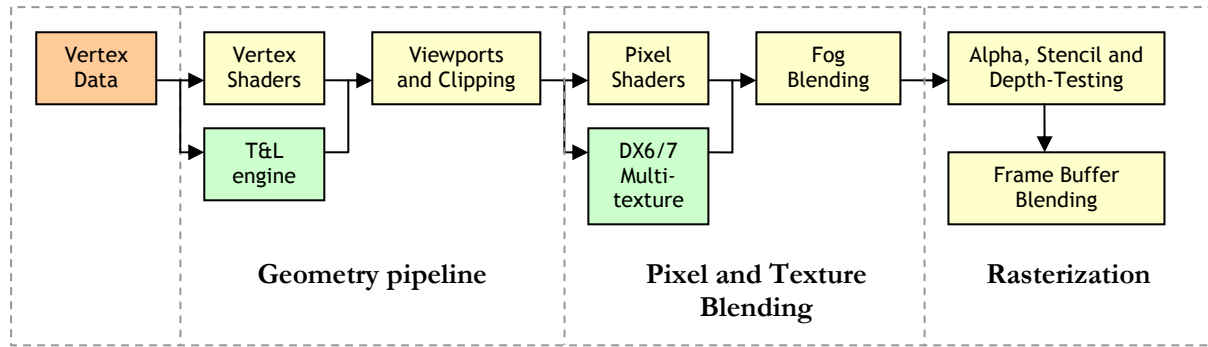 Vertex
Data
Vertex
Shaders
T&L
engine
Viewports
and Clipping
Pixel
Shaders
DX6/7
Multi-
texture
Fog
Blending
Alpha, Stencil and
Depth-Testing
Frame Buffer
Blending
Geometry pipeline
Pixel and Texture
Blending
Rasterization